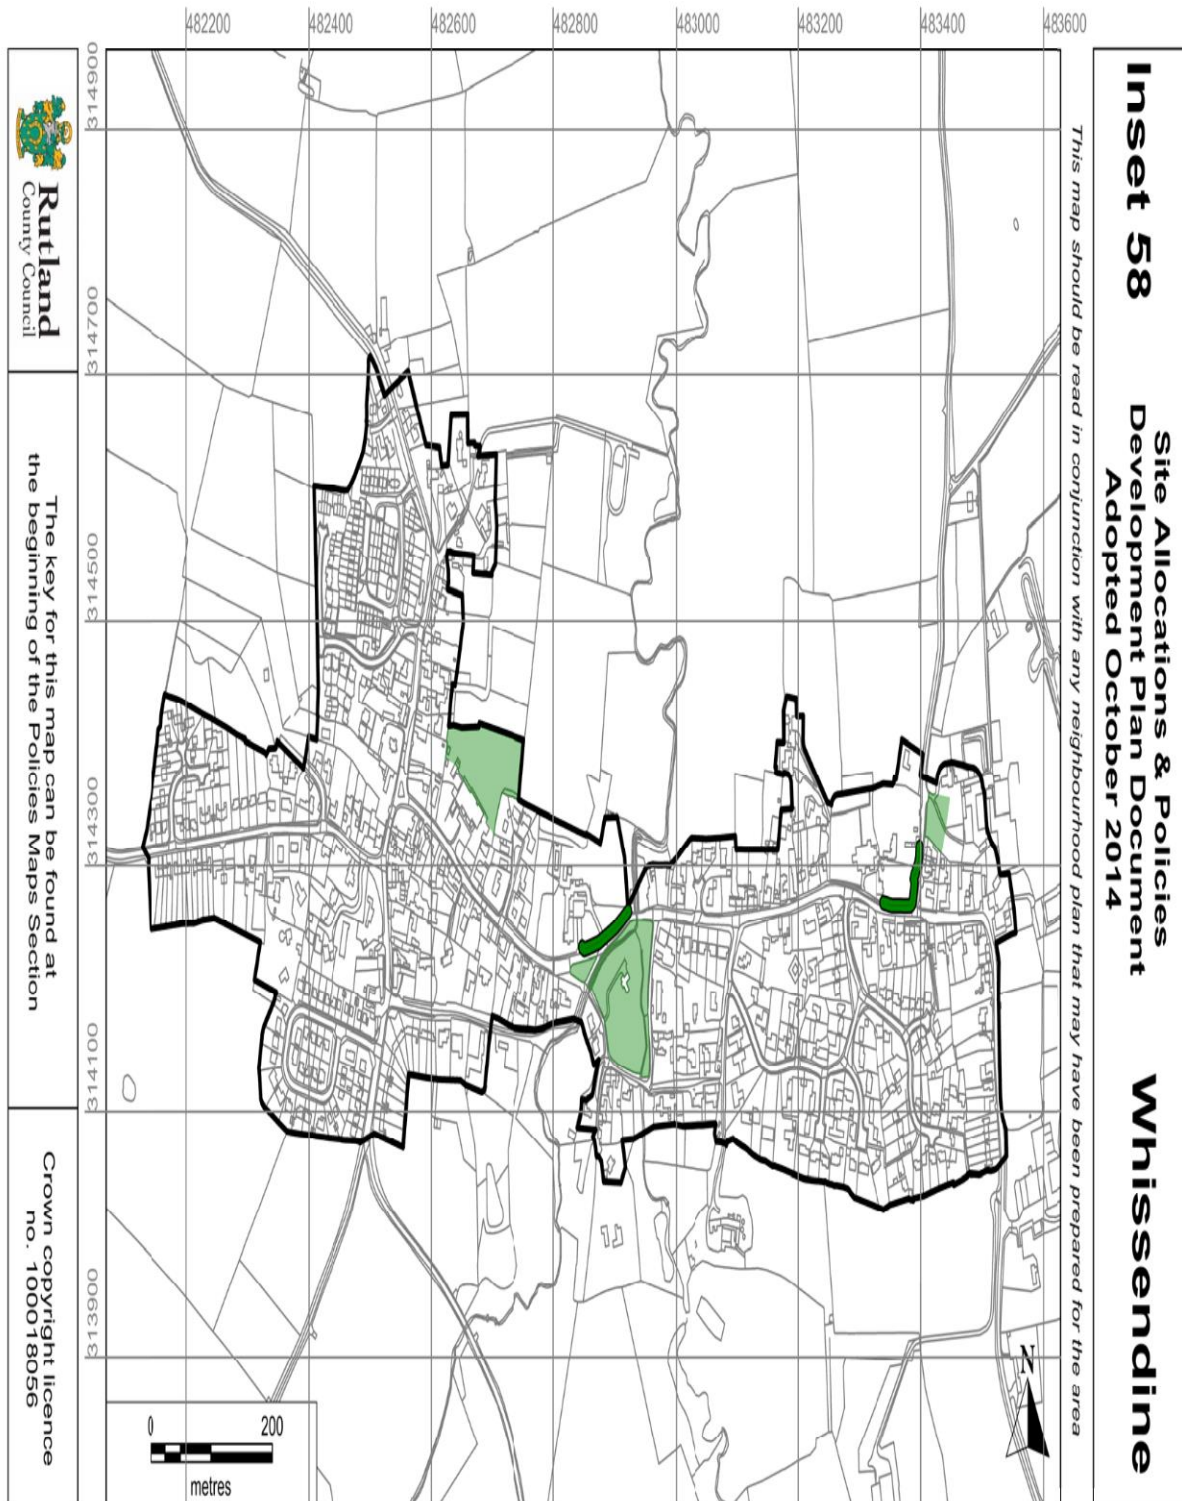 Inset 58
Site Allocations & Policies
Development Plan Document
Adopted October 2014
Whissendine
This map should be read in conjunction with any neighbourhood plan that may have been prepared for the area
482200
482400
482600
482800
483000
483200
483400
483600
314900
314700
314500
314300
314100
313900
N
0
200
metres
Rutland
County Council
The key for this map can be found at
the beginning of the Policies Maps Section
Crown copyright licence
no. 100018056